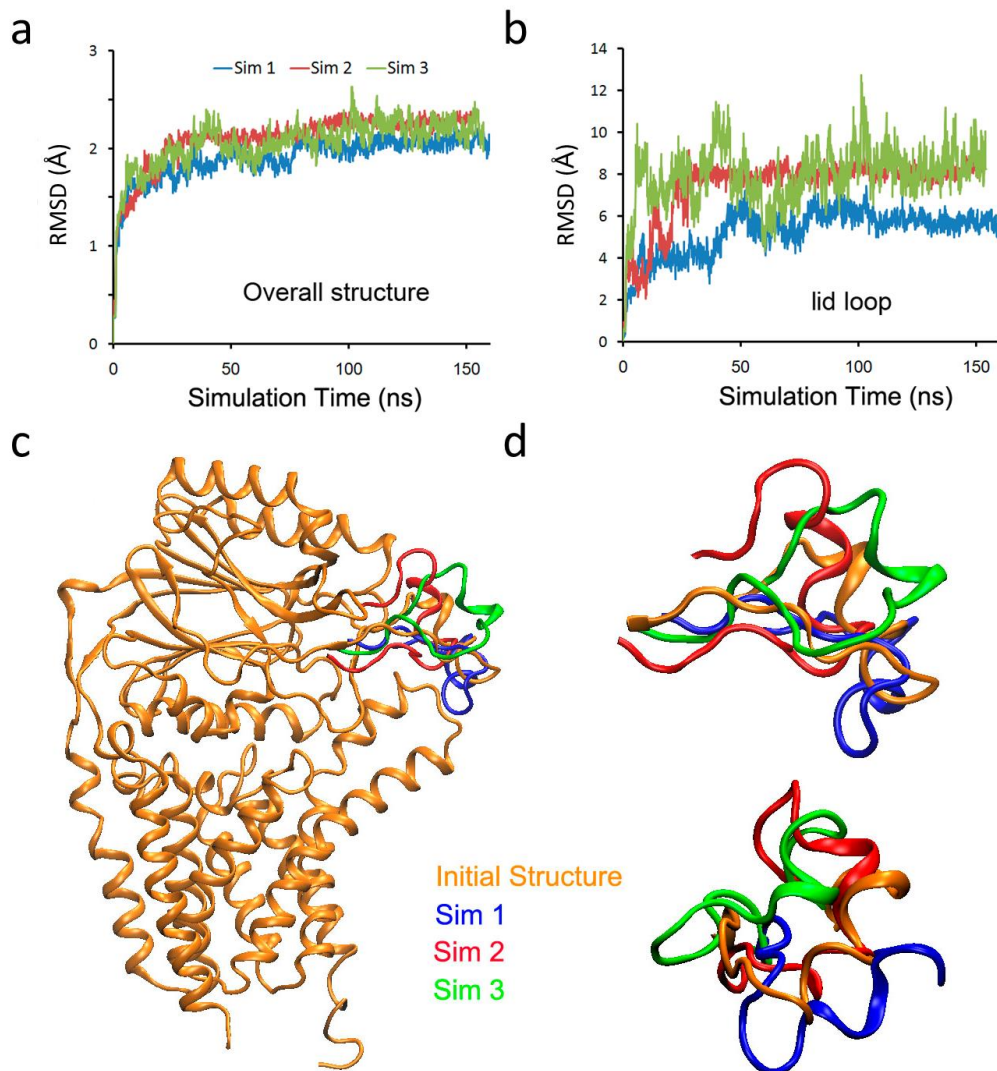 a
b
3
2
1
0
RMSD (Å)
Sim 1 Sim 2 Sim 3
Overall structure
0 50 100 150
Simulation Time (ns)
14
12
10
8
6
4
2
0
RMSD (Å)
lid loop
0 50 100 150
Simulation Time (ns)
c
d
Initial Structure
Sim 1
Sim 2
Sim 3